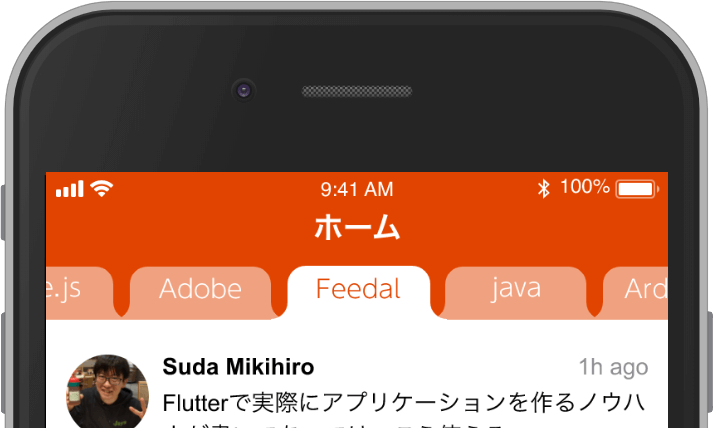 9:41 AM 100%
ホーム
e.js Adobe Feedal java Ard
Suda Mikihiro 1h ago
Flutterで実際にアプリケーションを作るノウハ